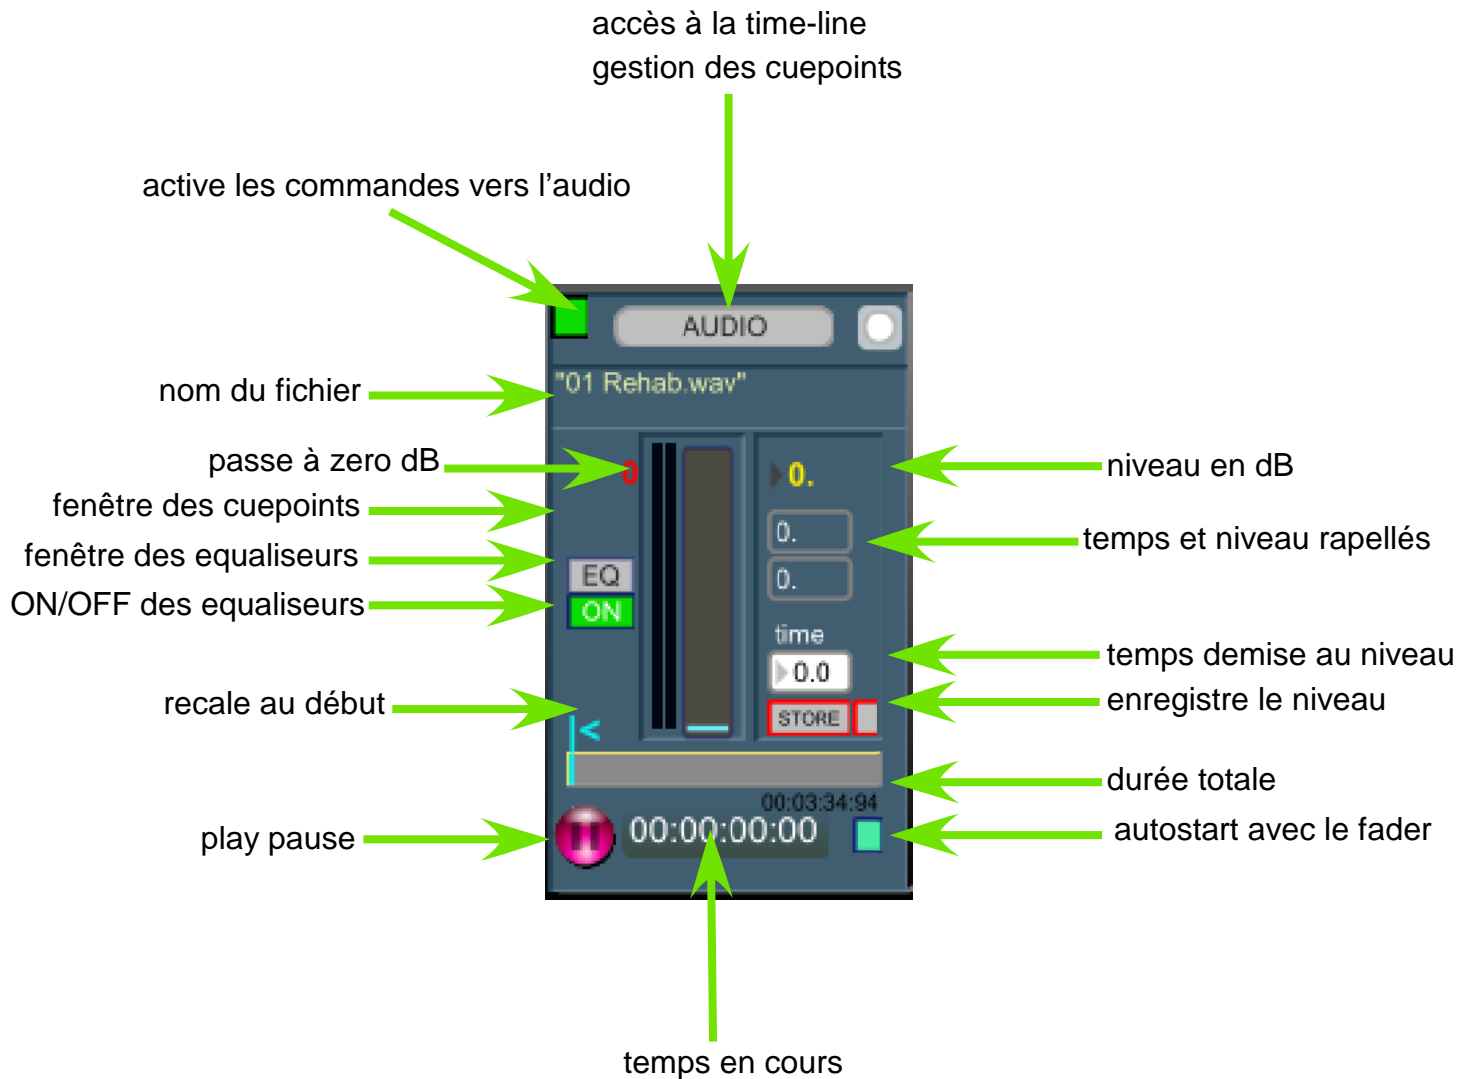 accès à la time-line
gestion des cuepoints
active les commandes vers l'audio
AUDIO
nom du fichier
"01 Rehab.wav"
passe à zero dB
0
0.
niveau en dB
fenêtre des cuepoints
0.
temps et niveau rapellés
fenêtre des equaliseurs
EQ
0.
ON/OFF des equaliseurs
ON
time
temps demise au niveau
0.0
recale au début
<
STORE
enregistre le niveau
durée totale
00:03:34:94
play pause
00:00:00:00
autostart avec le fader
temps en cours